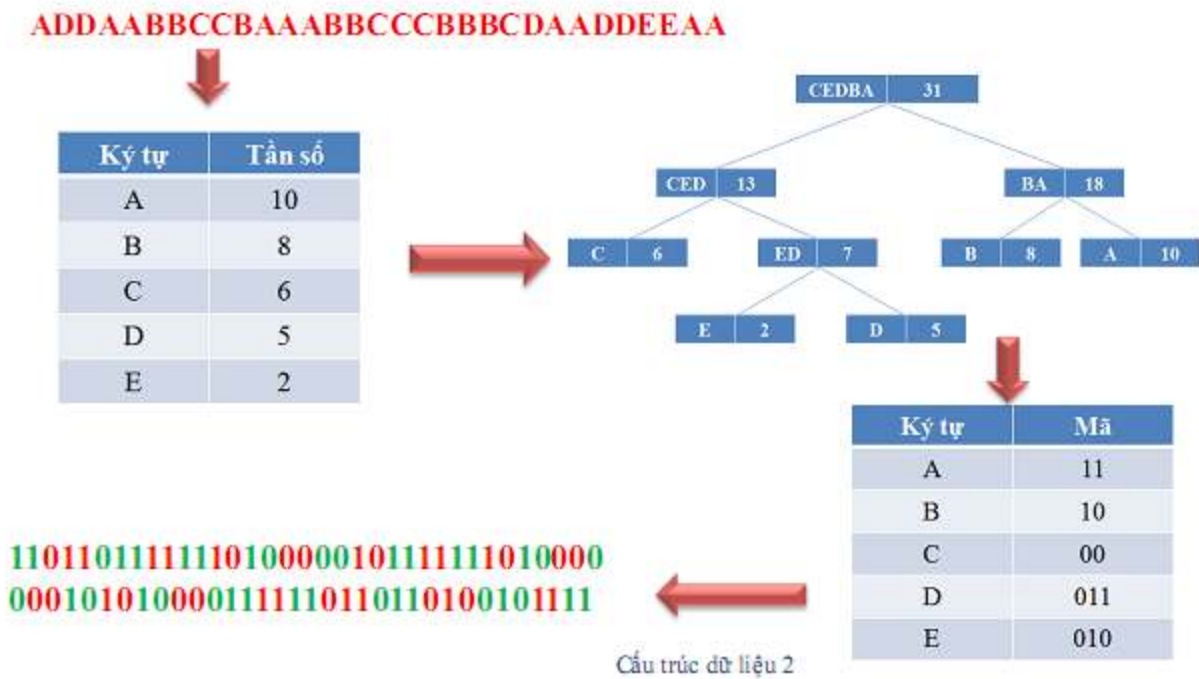 ADDAABBCCBAAABBCCCBBBCDAADDEEAA
CEDBA 31
CED 13
BA 18
C 6
ED 7
B 8
A 10
E 2
D 5
Ký tự Tần số
A 10
B 8
C 6
D 5
E 2
Ký tự Mã
A 11
B 10
C 00
D 011
E 010
11011011111110100000101111111010000
0001010100001111110110110100101111
Cấu trúc dữ liệu 2